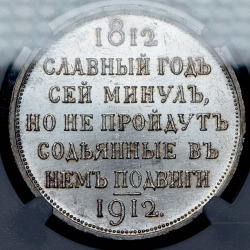 1812
СЛАВНЫЙ ГОДЪ
СЕЙ МИНУЛЪ,
НО НЕ ПРОЙДУТЪ
СОДѢЯННЫЕ ВЪ
НЕМЪ ПОДВИГИ
1912.